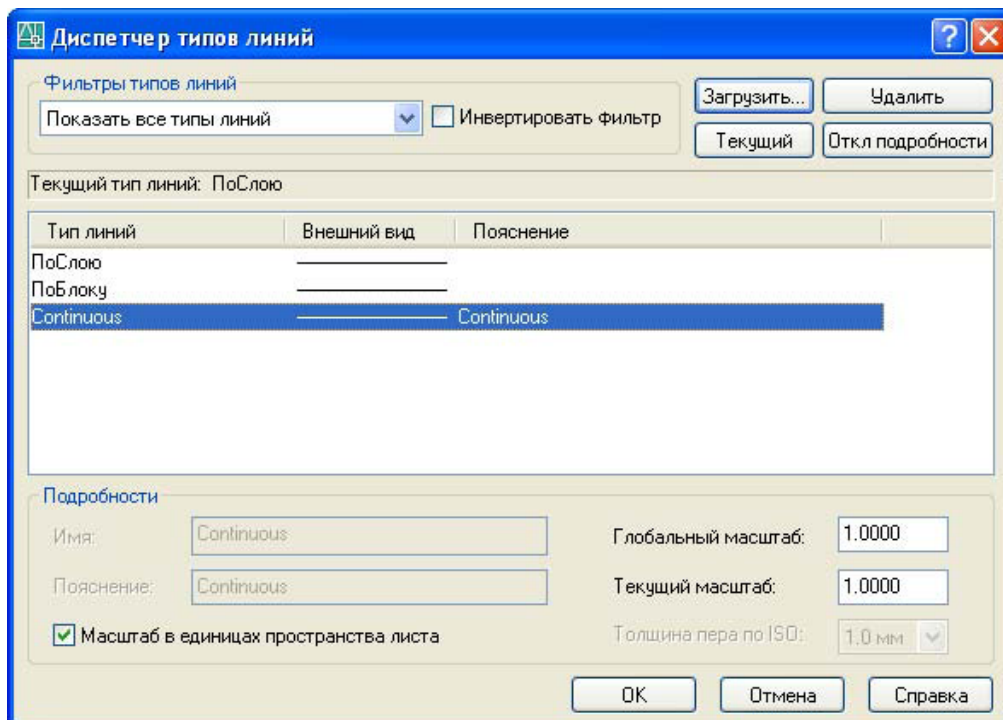 Диспетчер типов линий
Фильтры типов линий
Показать все типы линий
Инвертировать фильтр
Загрузить...
Удалить
Текущий
Откл подробности
Текущий тип линий: ПоСлою
Тип линий Внешний вид Пояснение
ПоСлою
ПоБлоку
Continuous Continuous
Подробности
Имя: Continuous
Глобальный масштаб: 1.0000
Пояснение: Continuous
Текущий масштаб: 1.0000
Масштаб в единицах пространства листа
Толщина пера по ISO: 1.0 мм
OK Отмена Справка